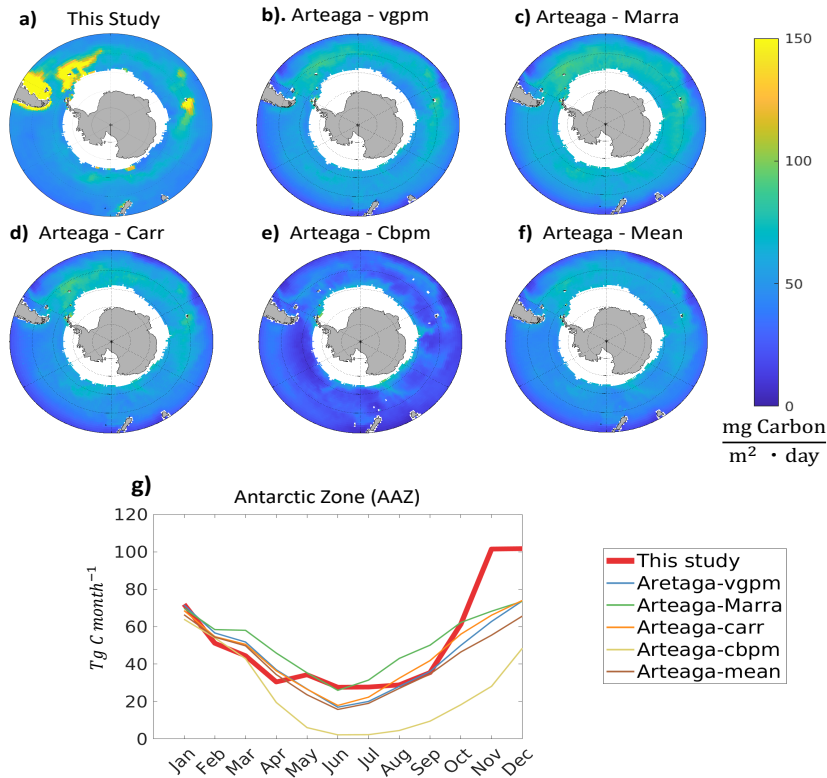 a) This Study
b). Arteaga - vgpm
c) Arteaga - Marra
150
100
50
0
d) Arteaga - Carr
e) Arteaga - Cbpm
f) Arteaga - Mean
mg Carbon
m² · day
g)
Antarctic Zone (AAZ)
Tg C month⁻¹
120
100
80
60
40
20
0
Jan Feb Mar Apr May Jun Jul Aug Sep Oct Nov Dec
This study
Aretaga-vgpm
Arteaga-Marra
Arteaga-carr
Arteaga-cbpm
Arteaga-mean